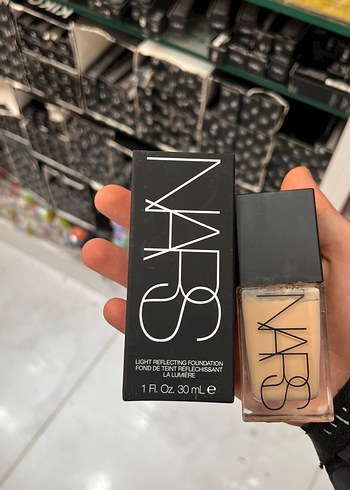 NARS
LIGHT REFLECTING FOUNDATION
FOND DE TEINT RÉFLÉCHISSANT
LA LUMIÈRE
1 Fl. Oz. 30 mL e
NARS